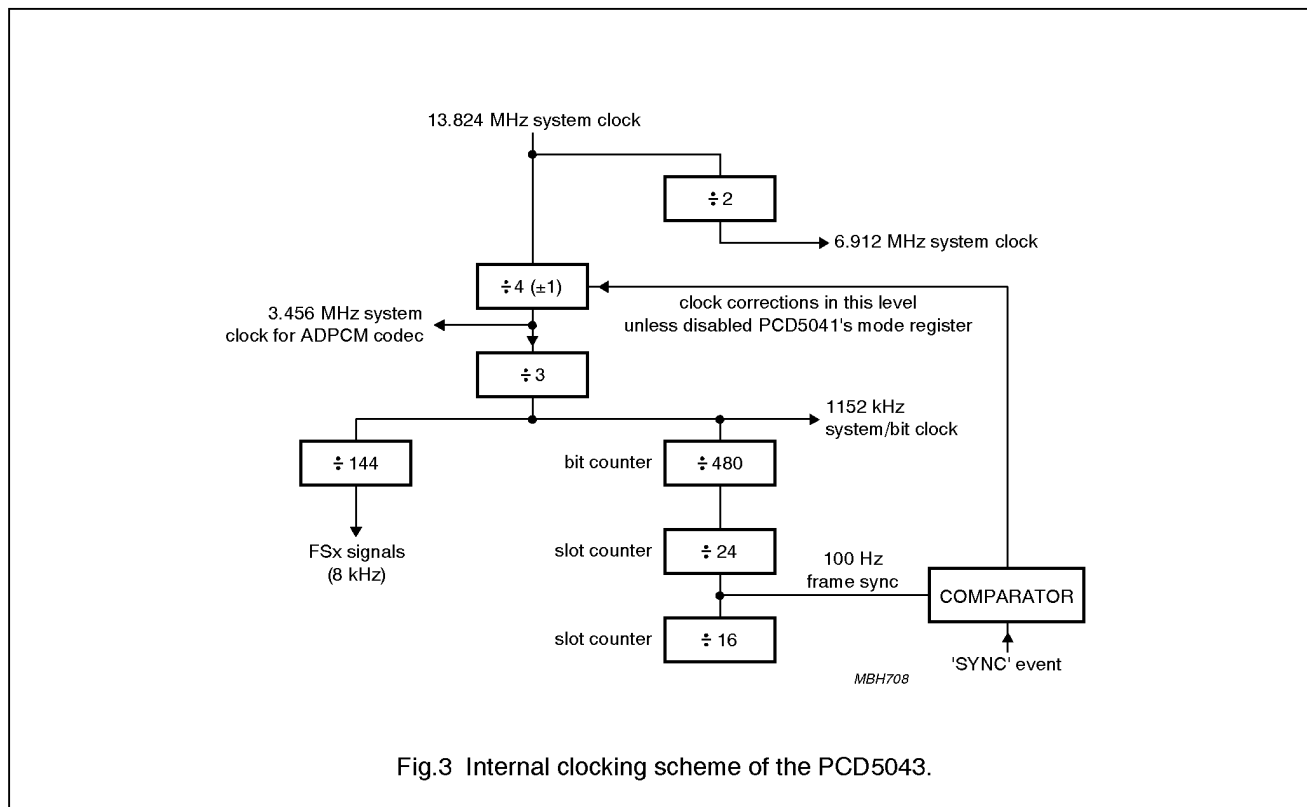 13.824 MHz system clock
÷ 2
6.912 MHz system clock
÷ 4 (±1)
clock corrections in this level
unless disabled PCD5041's mode register
3.456 MHz system
clock for ADPCM codec
÷ 3
1152 kHz
system/bit clock
÷ 144
bit counter
÷ 480
FSx signals
(8 kHz)
slot counter
÷ 24
100 Hz
frame sync
COMPARATOR
slot counter
÷ 16
'SYNC' event
MBH708
Fig.3 Internal clocking scheme of the PCD5043.